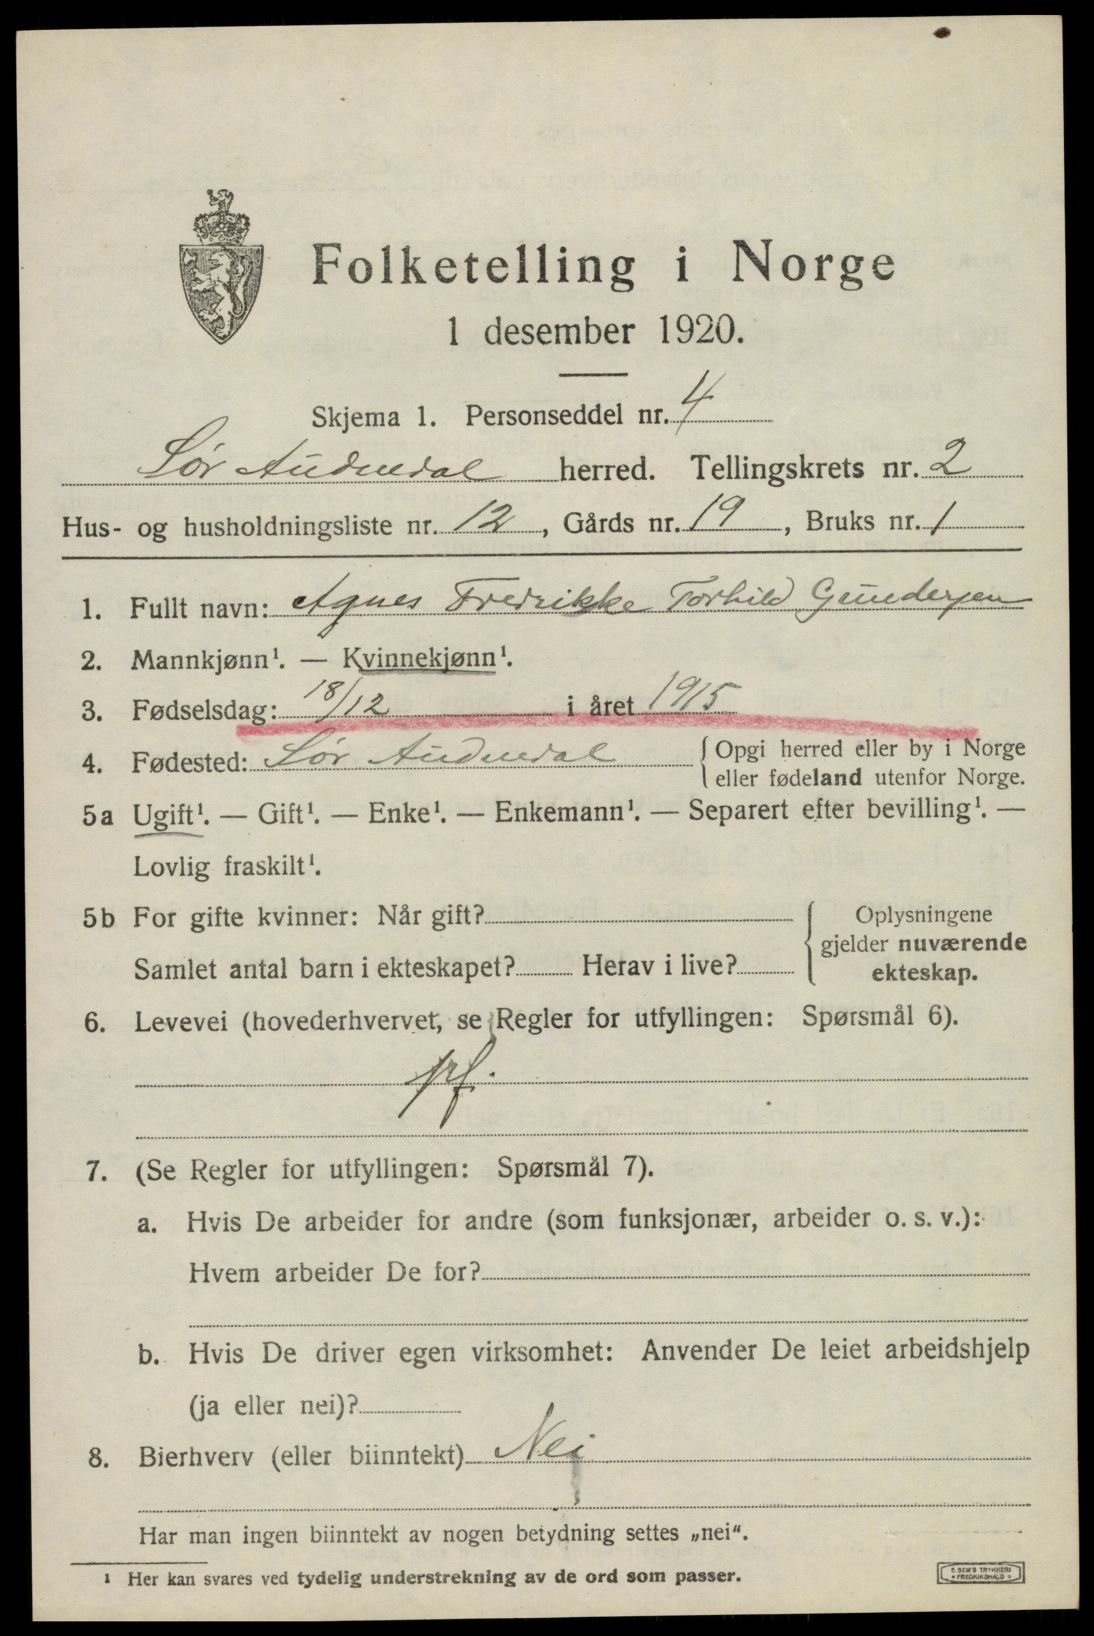 Folketelling i Norge
1 desember 1920.
Skjema 1. Personseddel nr. 4
Sør Audnedal herred. Tellingskrets nr. 2
Hus- og husholdningsliste nr. 12, Gårds nr. 19, Bruks nr. 1
1. Fullt navn: Agnes Fredrikke Torhild Gundersen
2. Mannkjønn¹. — Kvinnekjønn¹.
3. Fødselsdag: 18/12 i året 1915
4. Fødested: Sør Audnedal { Opgi herred eller by i Norge
eller fødeland utenfor Norge.
5a Ugift¹. — Gift¹. — Enke¹. — Enkemann¹. — Separert efter bevilling¹. —
Lovlig fraskilt¹.
5b For gifte kvinner: Når gift? { Oplysningene
gjelder nuværende
Samlet antal barn i ekteskapet? Herav i live? ekteskap.
6. Levevei (hovederhvervet, se Regler for utfyllingen: Spørsmål 6).
pf.
7. (Se Regler for utfyllingen: Spørsmål 7).
a. Hvis De arbeider for andre (som funksjonær, arbeider o. s. v.):
Hvem arbeider De for?
b. Hvis De driver egen virksomhet: Anvender De leiet arbeidshjelp
(ja eller nei)?
8. Bierhverv (eller biinntekt) Nei
Har man ingen biinntekt av nogen betydning settes „nei“.
¹ Her kan svares ved tydelig understrekning av de ord som passer.
E. SEM'S TRYKKERI
FREDRIKSHALD